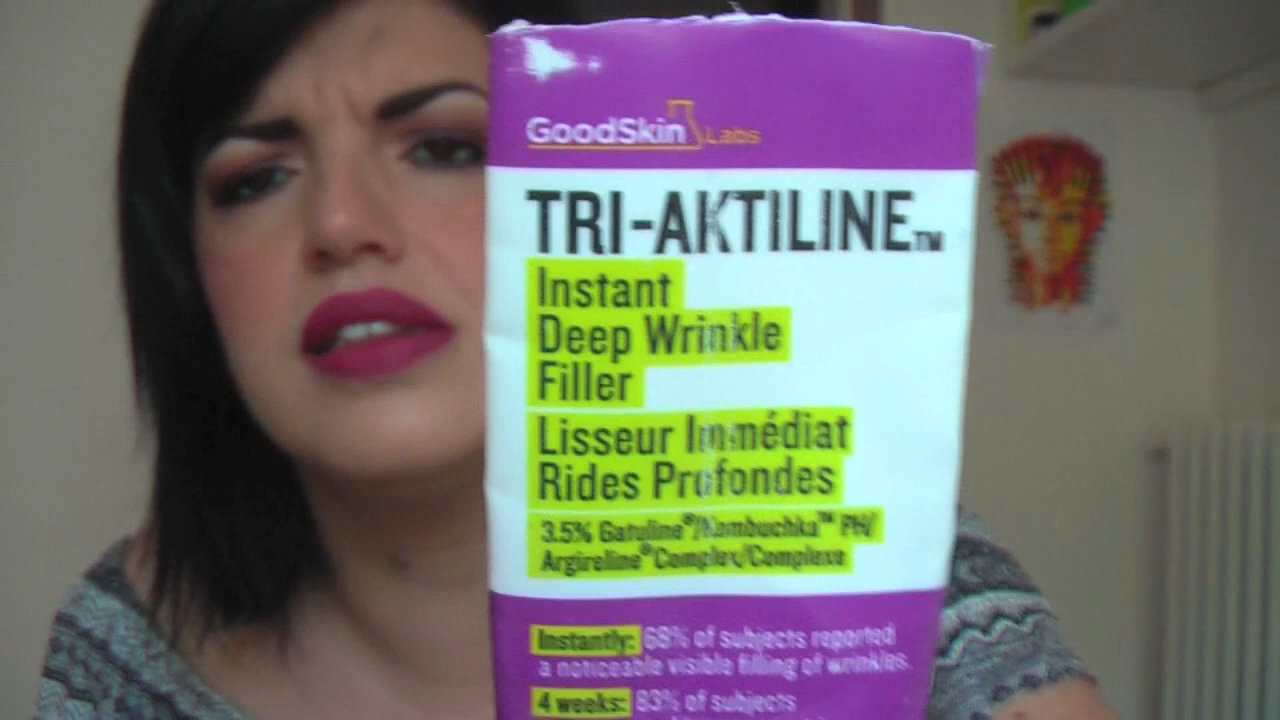 GoodSkin Labs
TRI-AKTILINE™
Instant
Deep Wrinkle
Filler
Lisseur Immédiat
Rides Profondes
3.5% Gatuline®/Kombuchka™ PH/
Argireline® Complex/Complexe
Instantly: 68% of subjects reported
a noticeable visible filling of wrinkles.
4 weeks: 83% of subjects